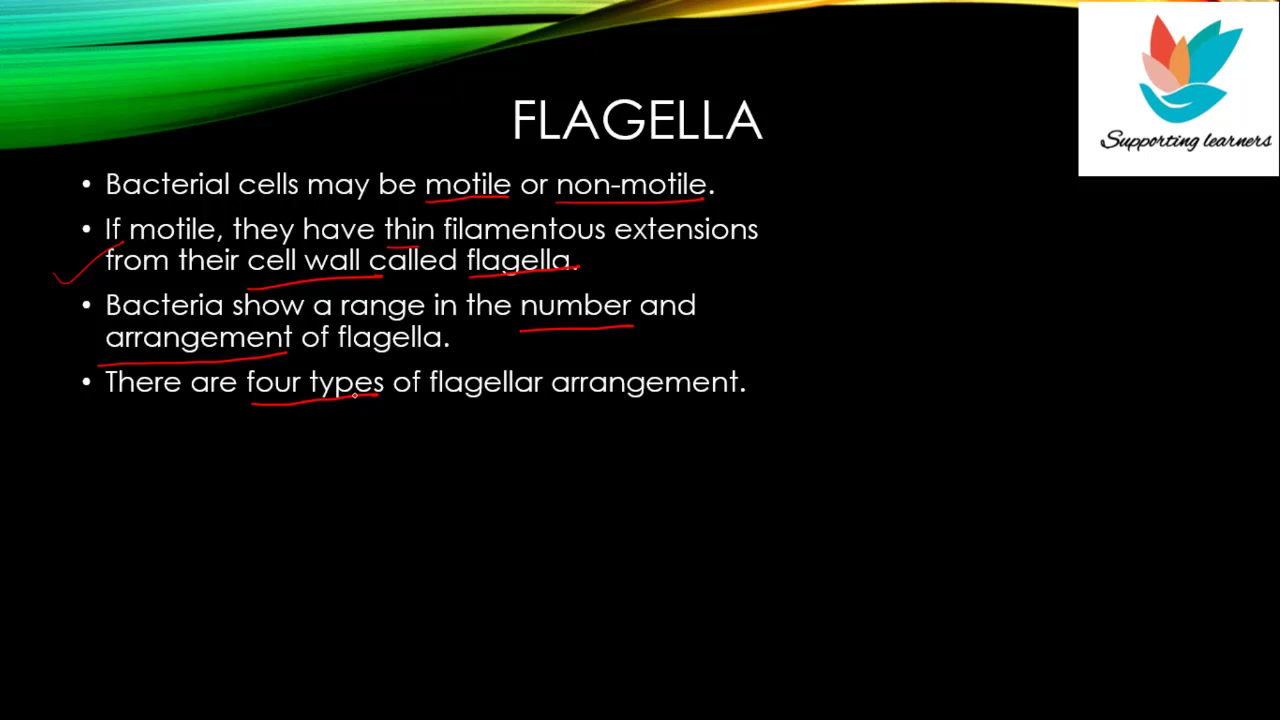 FLAGELLA
Supporting learners
• Bacterial cells may be motile or non-motile.
• If motile, they have thin filamentous extensions
from their cell wall called flagella.
• Bacteria show a range in the number and
arrangement of flagella.
• There are four types of flagellar arrangement.